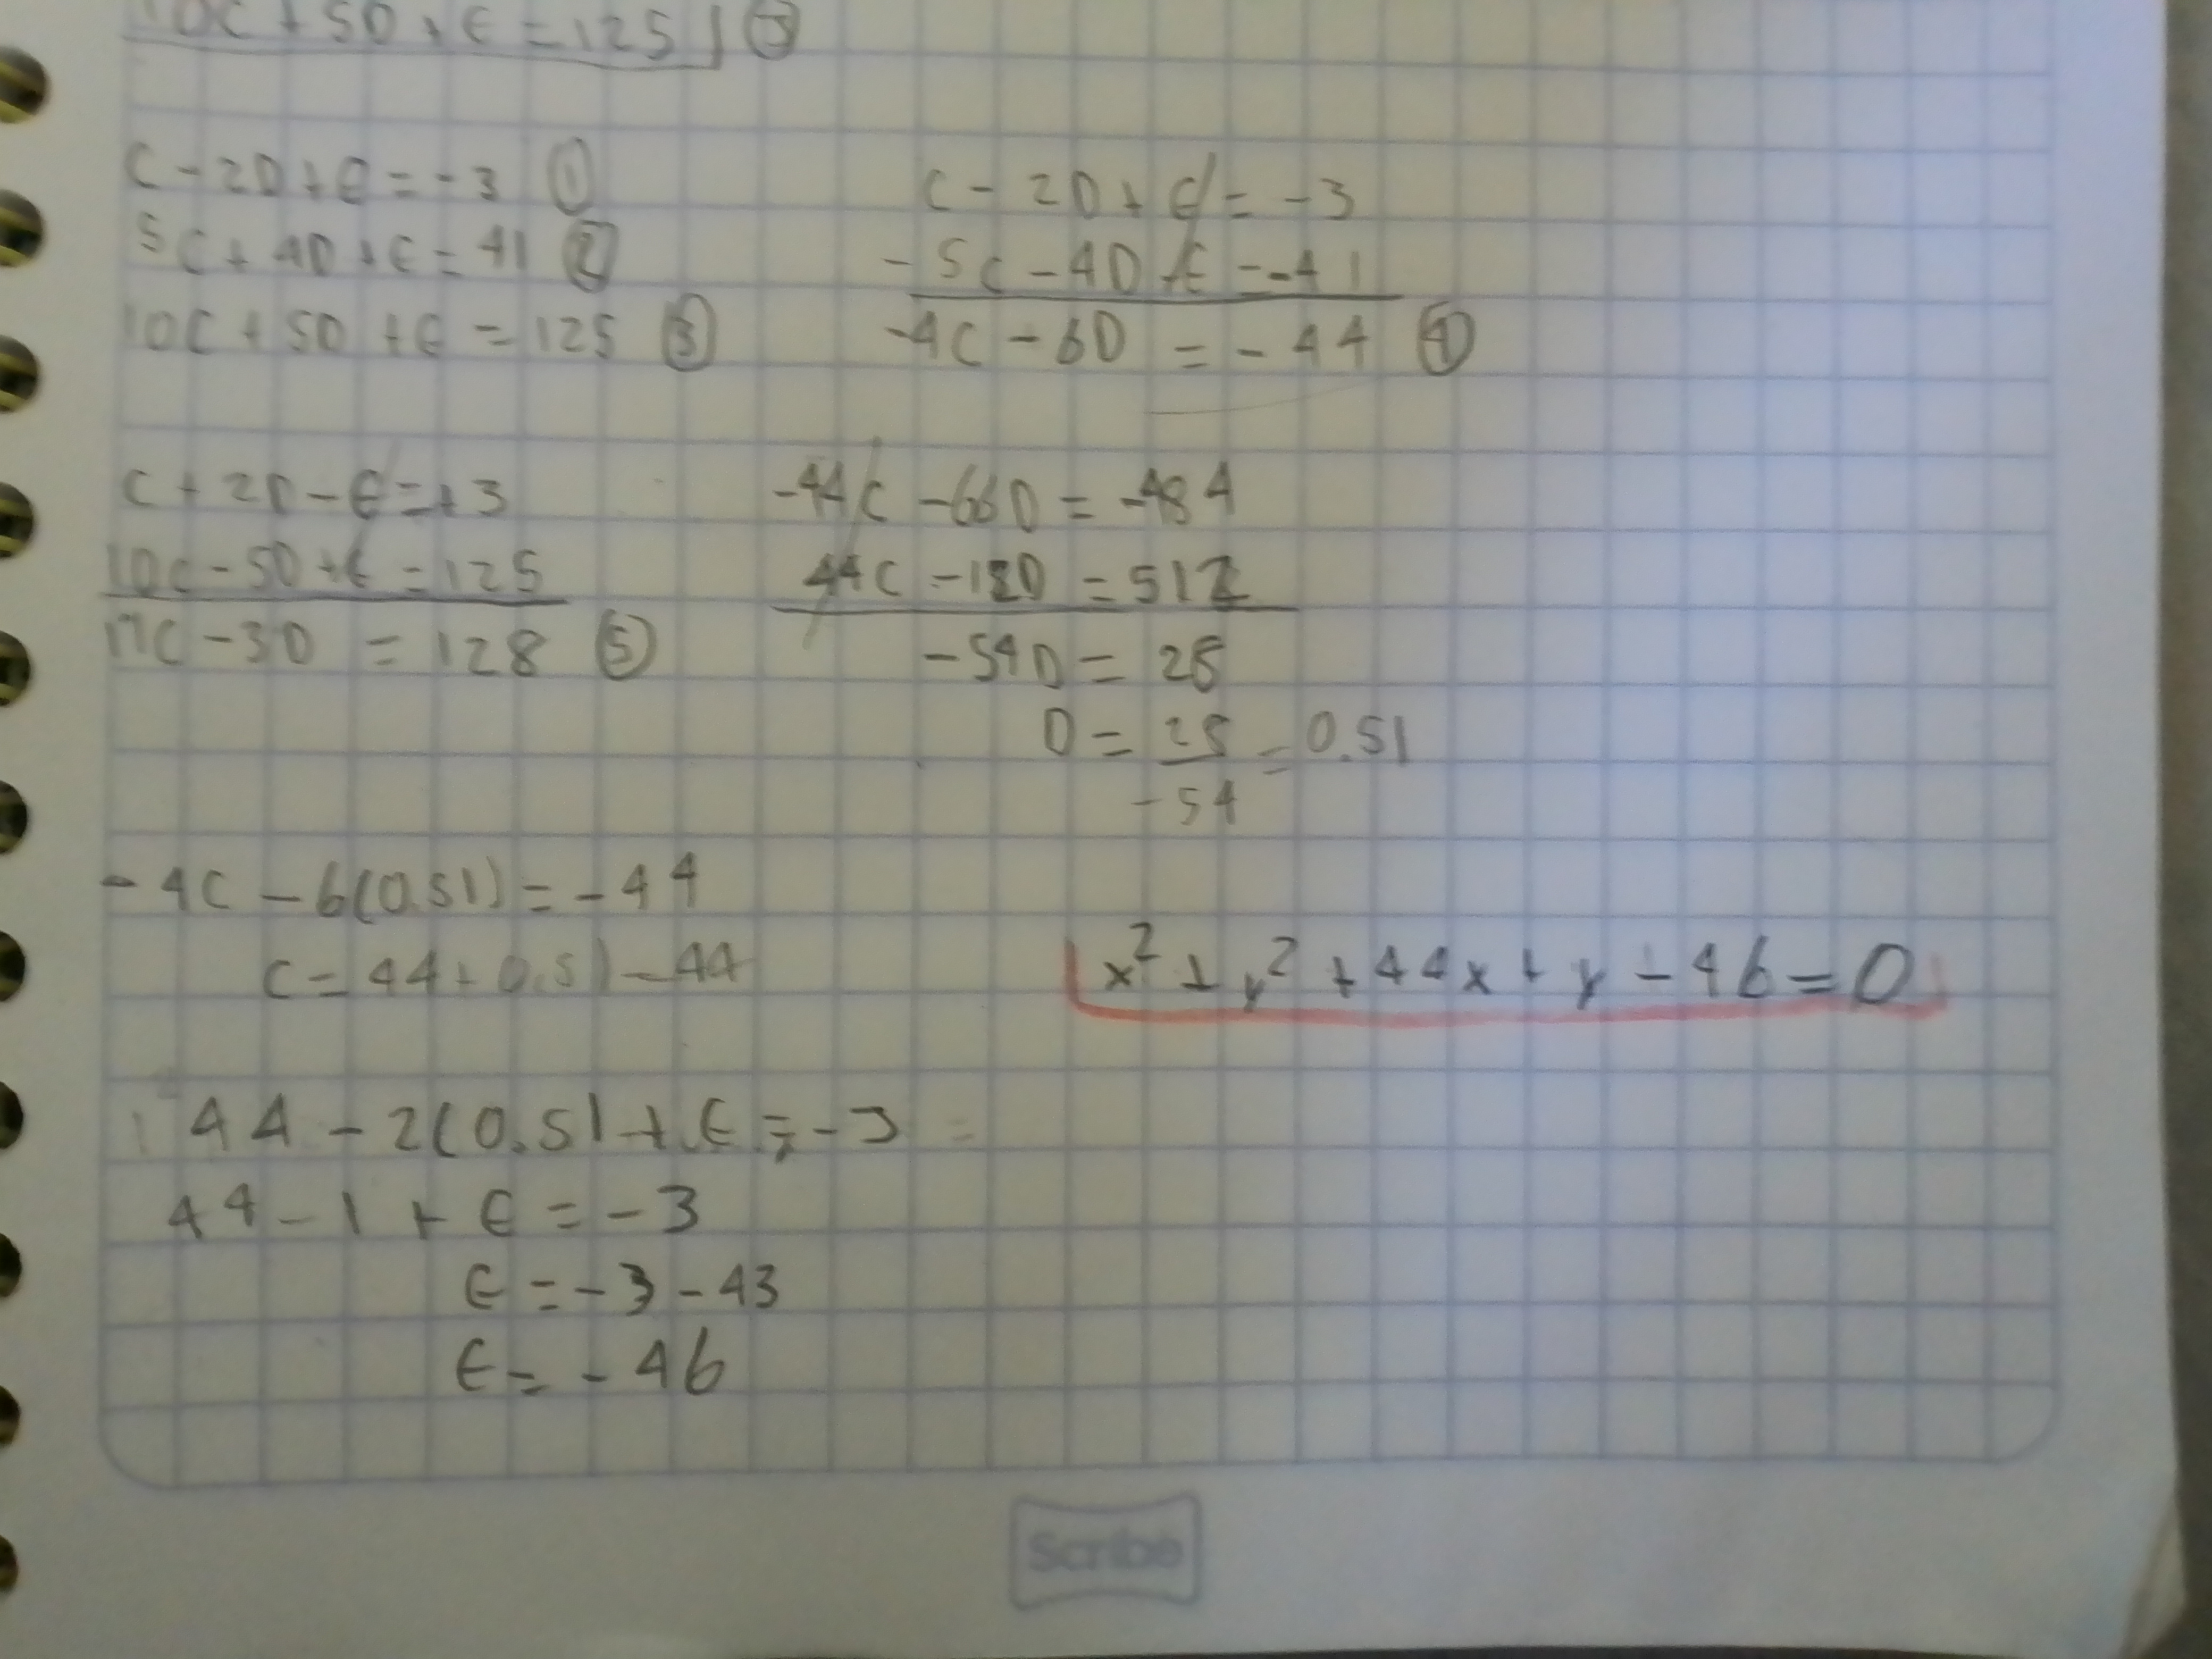 10C + 5D + E = 125 ③
C - 2D + E = -3 ①
5C + 4D + E = 41 ②
10C + 5D + E = 125 ③
C - 2D + E = -3
-5C - 4D - E = -41
-4C - 6D = -44 ④
C + 2D - E = +3
10C - 5D + E = 125
11C - 3D = 128 ⑤
-44C - 66D = -484
44C - 12D = 512
-54D = 28
D = 28 = 0.51
-54
-4C - 6(0.51) = -44
C = 44 + 0.51 - 44
x² + y² + 44x + y - 46 = 0
44 - 2(0.51 + E = -3
44 - 1 + E = -3
E = -3 - 43
E = -46
Scribe